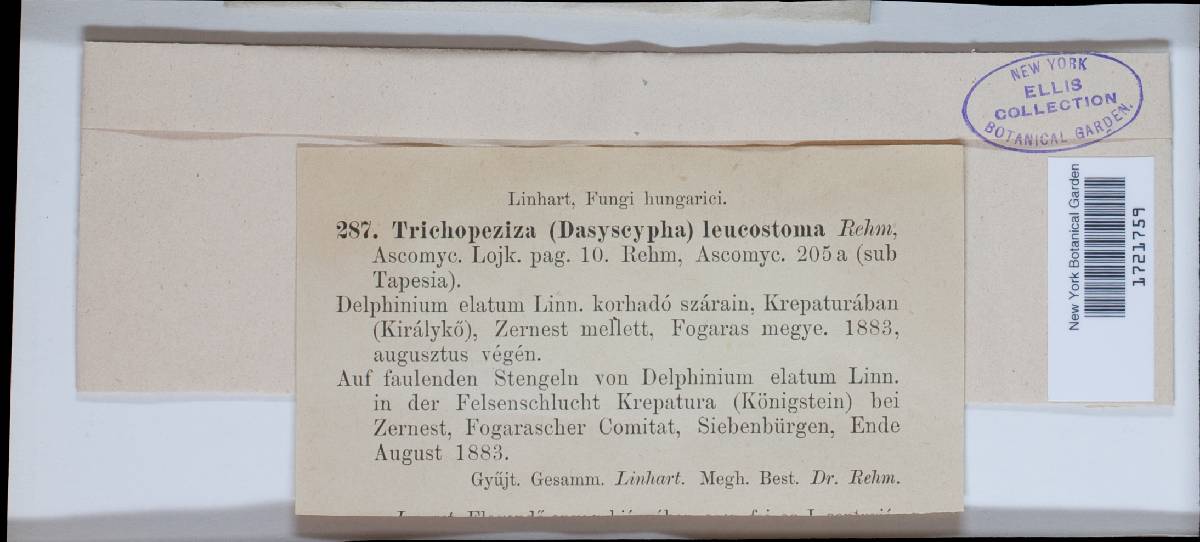 NEW YORK
ELLIS
COLLECTION
BOTANICAL GARDEN.
New York Botanical Garden
1721759
Linhart, Fungi hungarici.
287. Trichopeziza (Dasyscypha) leucostoma Rehm,
Ascomyc. Lojk. pag. 10. Rehm, Ascomyc. 205 a (sub
Tapesia).
Delphinium elatum Linn. korhadó szárain, Krepaturában
(Királykő), Zernest mellett, Fogaras megye. 1883,
augusztus végén.
Auf faulenden Stengeln von Delphinium elatum Linn.
in der Felsenschlucht Krepatura (Königstein) bei
Zernest, Fogarascher Comitat, Siebenbürgen, Ende
August 1883.
Gyűjt. Gesamm. Linhart. Megh. Best. Dr. Rehm.